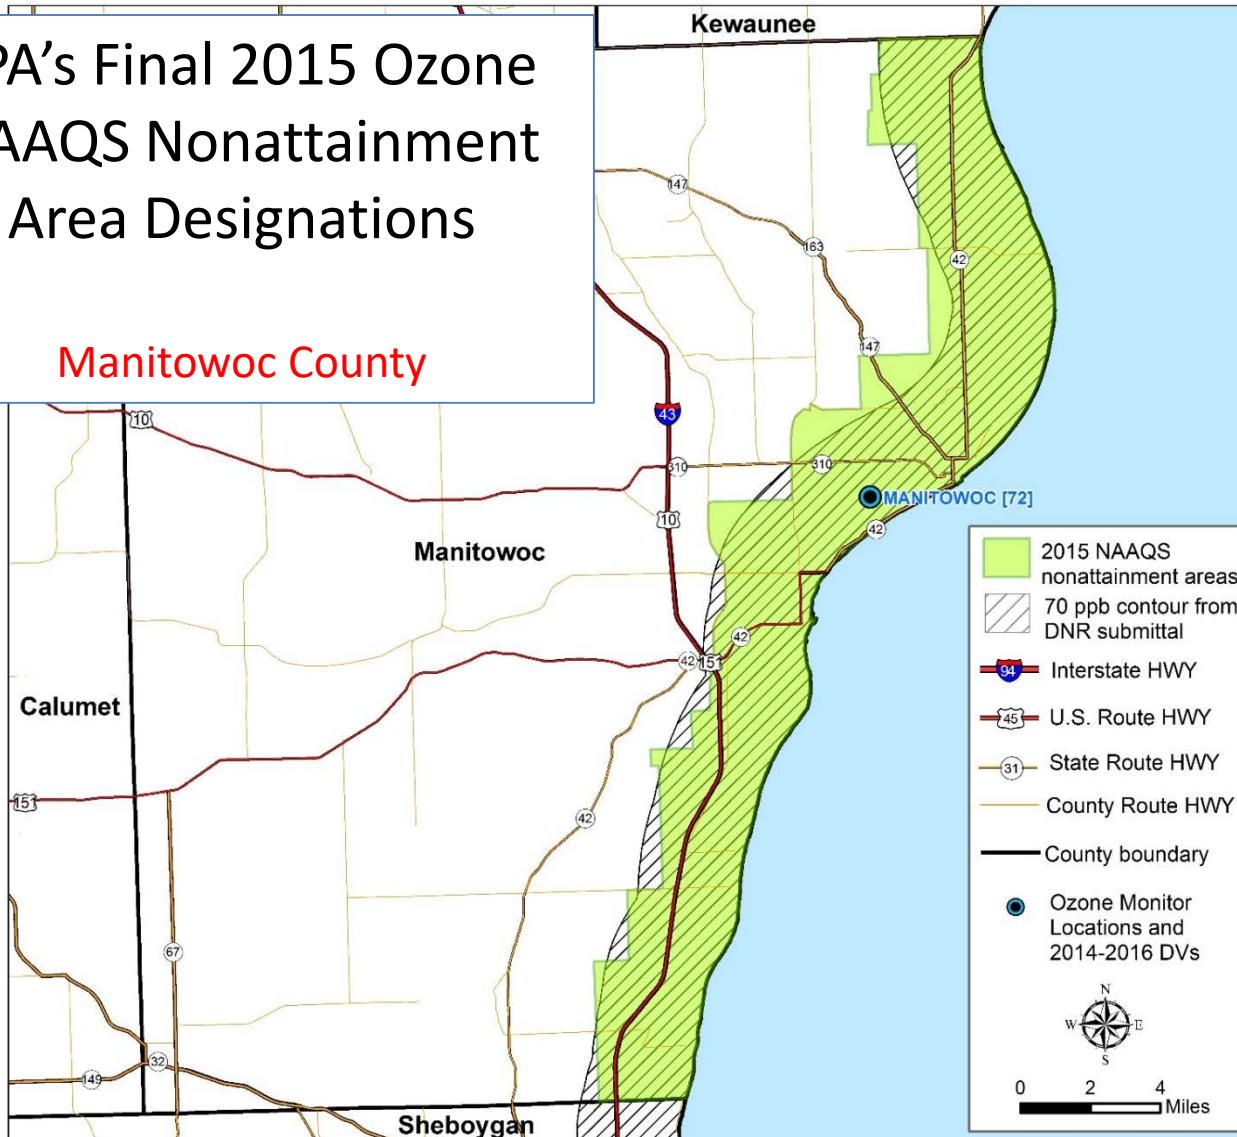 PA’s Final 2015 Ozone
AAQS Nonattainment
Area Designations
Manitowoc County
Kewaunee
147
163
42
147
43
10
310
310
MANITOWOC [72]
10
42
Manitowoc
42
42
151
Calumet
151
42
67
32
149
Sheboygan
2015 NAAQS
nonattainment areas
70 ppb contour from
DNR submittal
94
Interstate HWY
45
U.S. Route HWY
31
State Route HWY
County Route HWY
County boundary
Ozone Monitor
Locations and
2014-2016 DVs
N
W E
S
0 2 4
Miles